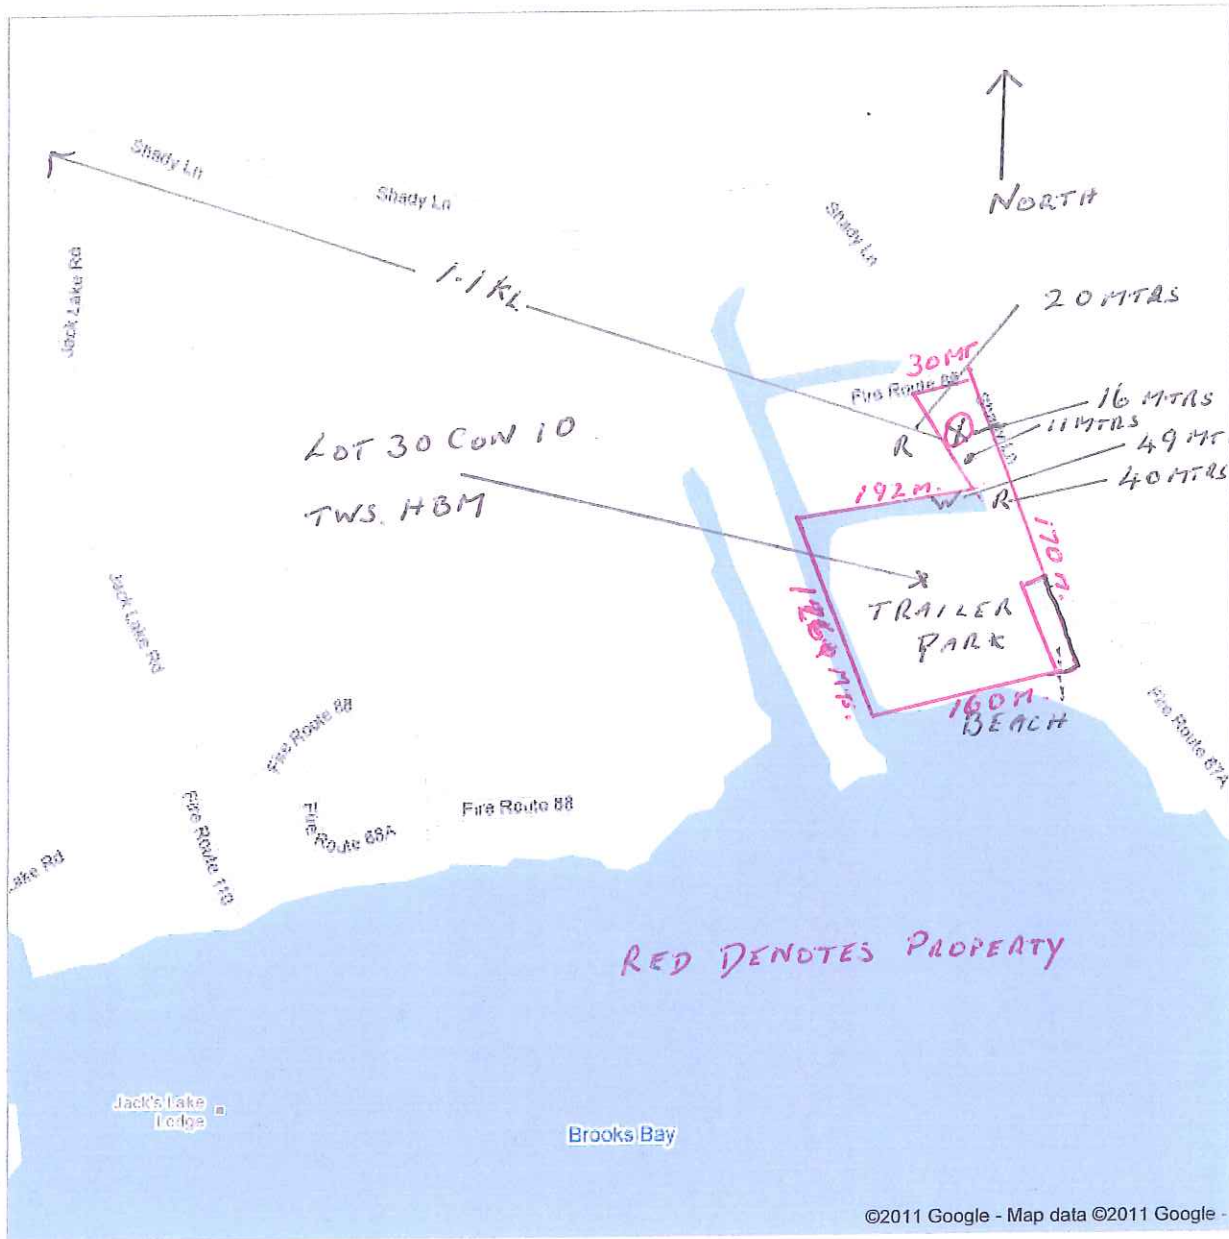 Shady Ln
Shady Ln
Shady Ln
NORTH
Jack Lake Rd
1.1 KL
20 MTRS
30 MT
Fire Route
Shady Ln
16 MTRS
11 MTRS
49 MT
40 MTRS
R
X
LOT 30 CON 10
TWS. HBM
192 M.
W
R
170 M.
TRAILER
PARK
160 M.
BEACH
Jack Lake Rd
Fire Route 88
Fire Route 88A
Fire Route 88
Fire Route 110
Lake Rd
Fire Route 87A
RED DENOTES PROPERTY
Jack's Lake
Lodge
Brooks Bay
©2011 Google - Map data ©2011 Google -